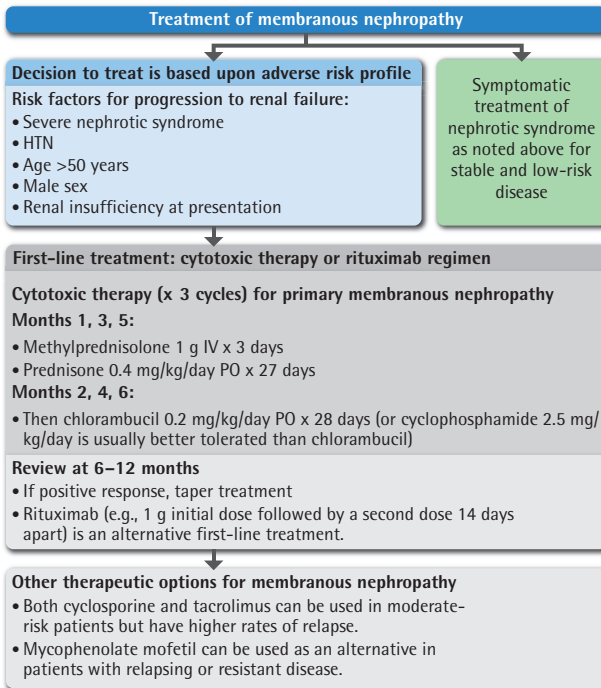 Treatment of membranous nephropathy
Decision to treat is based upon adverse risk profile
Risk factors for progression to renal failure:
• Severe nephrotic syndrome
• HTN
• Age >50 years
• Male sex
• Renal insufficiency at presentation
Symptomatic
treatment of
nephrotic syndrome
as noted above for
stable and low-risk
disease
First-line treatment: cytotoxic therapy or rituximab regimen
Cytotoxic therapy (x 3 cycles) for primary membranous nephropathy
Months 1, 3, 5:
• Methylprednisolone 1 g IV x 3 days
• Prednisone 0.4 mg/kg/day PO x 27 days
Months 2, 4, 6:
• Then chlorambucil 0.2 mg/kg/day PO x 28 days (or cyclophosphamide 2.5 mg/
kg/day is usually better tolerated than chlorambucil)
Review at 6–12 months
• If positive response, taper treatment
• Rituximab (e.g., 1 g initial dose followed by a second dose 14 days
apart) is an alternative first-line treatment.
Other therapeutic options for membranous nephropathy
• Both cyclosporine and tacrolimus can be used in moderate-
risk patients but have higher rates of relapse.
• Mycophenolate mofetil can be used as an alternative in
patients with relapsing or resistant disease.